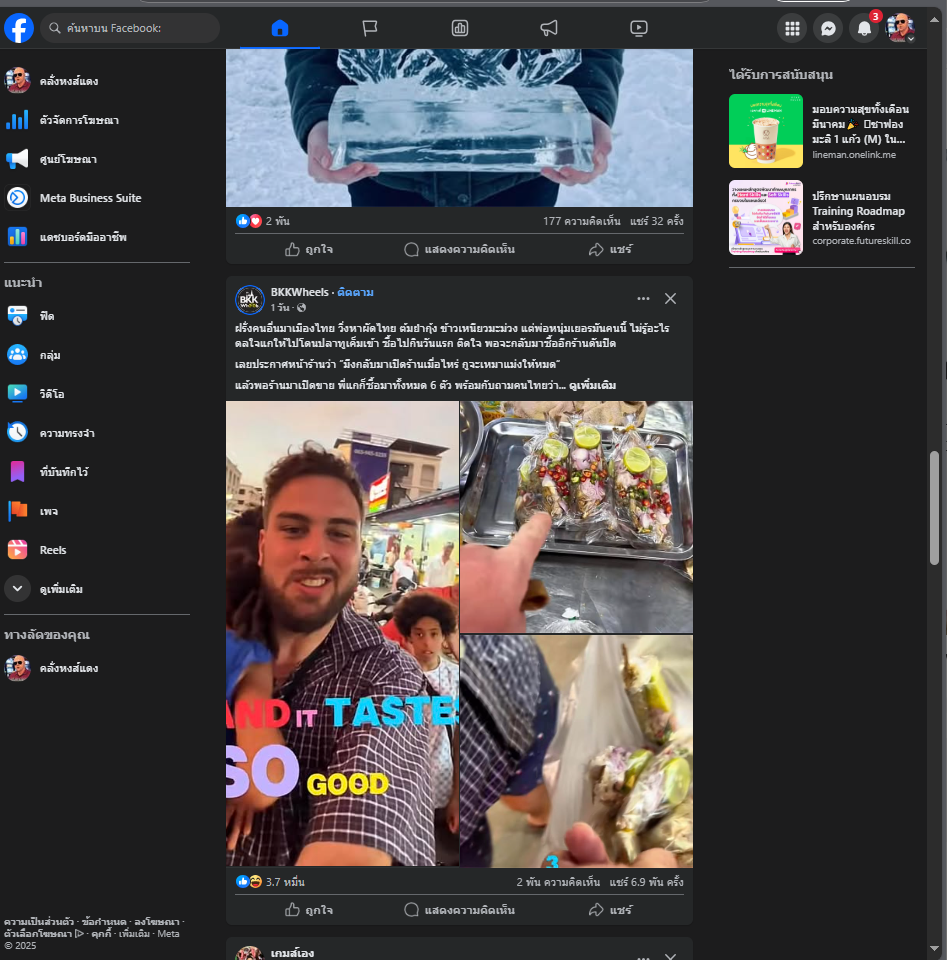 ค้นหาบน Facebook:
3
คลั่งหงส์แดง
ตัวจัดการโฆษณา
ศูนย์โฆษณา
Meta Business Suite
แดชบอร์ดมืออาชีพ
แนะนำ
ฟีด
กลุ่ม
วิดีโอ
ความทรงจำ
ที่บันทึกไว้
เพจ
Reels
ดูเพิ่มเติม
ทางลัดของคุณ
คลั่งหงส์แดง
ความเป็นส่วนตัว · ข้อกำหนด · ลงโฆษณา ·
ตัวเลือกโฆษณา · คุกกี้ · เพิ่มเติม · Meta
© 2025
2 พัน
177 ความคิดเห็น แชร์ 32 ครั้ง
ถูกใจ
แสดงความคิดเห็น
แชร์
BKK
BKKWheels · ติดตาม
1 วัน ·
ฝรั่งคนอื่นมาเมืองไทย วิ่งหาผัดไทย ต้มยำกุ้ง ข้าวเหนียวมะม่วง แต่พ่อหนุ่มเยอรมันคนนี้ ไม่รู้อะไร
ดลใจแกให้ไปโดนปลาทูเค็มเข้า ซื้อไปกินวันแรก ติดใจ พอจะกลับมาซื้ออีกร้านดันปิด
เลยประกาศหน้าร้านว่า “มึงกลับมาเปิดร้านเมื่อไหร่ กูจะเหมาแม่งให้หมด“
แล้วพอร้านมาเปิดขาย พี่แกก็ซื้อมาทั้งหมด 6 ตัว พร้อมกับถามคนไทยว่า... ดูเพิ่มเติม
AND IT TASTE
SO GOOD
3
3.7 หมื่น
2 พัน ความคิดเห็น แชร์ 6.9 พัน ครั้ง
ถูกใจ
แสดงความคิดเห็น
แชร์
เกมส์เอง
ได้รับการสนับสนุน
มอบความสุขทั้งเดือน
มีนาคม🎉 ชาฟอง
มะลิ 1 แก้ว (M) ใน...
lineman.onelink.me
ปรึกษาแผนอบรม
Training Roadmap
สำหรับองค์กร
corporate.futureskill.co